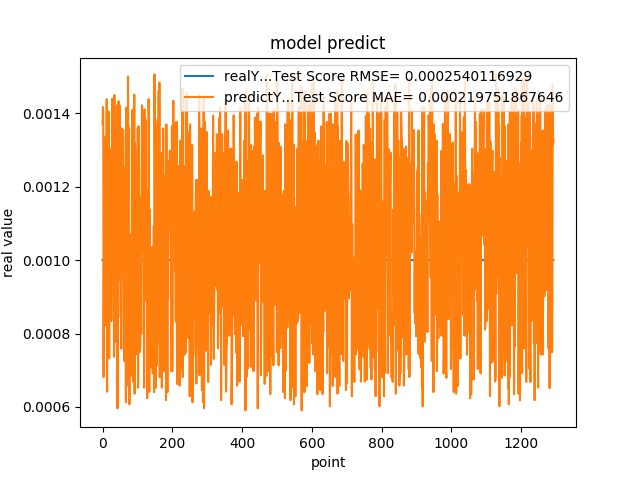 model predict
realY...Test Score RMSE= 0.0002540116929
predictY...Test Score MAE= 0.000219751867646
0.0014
0.0012
0.0010
0.0008
0.0006
real value
0 200 400 600 800 1000 1200
point